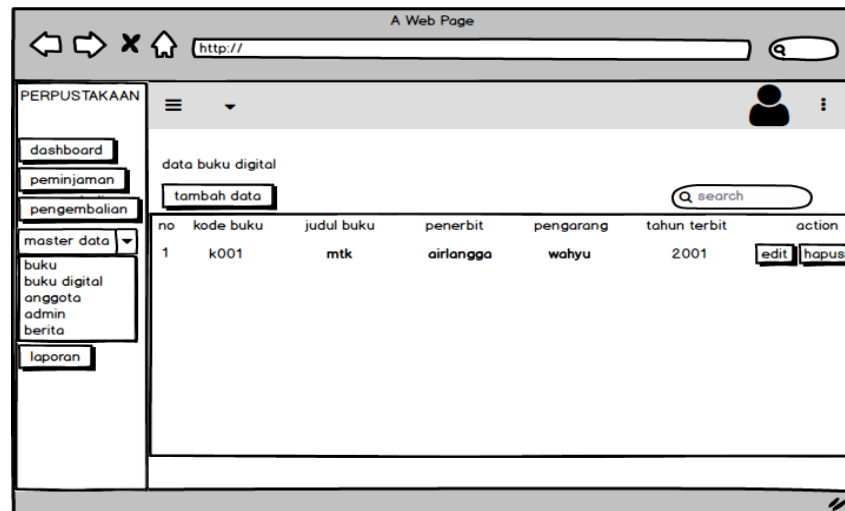 A Web Page
http://
PERPUSTAKAAN
dashboard
peminjaman
pengembalian
master data
buku
buku digital
anggota
admin
berita
laporan
data buku digital
tambah data
search
no kode buku judul buku penerbit pengarang tahun terbit action
1 k001 mtk airlangga wahyu 2001 edit hapus